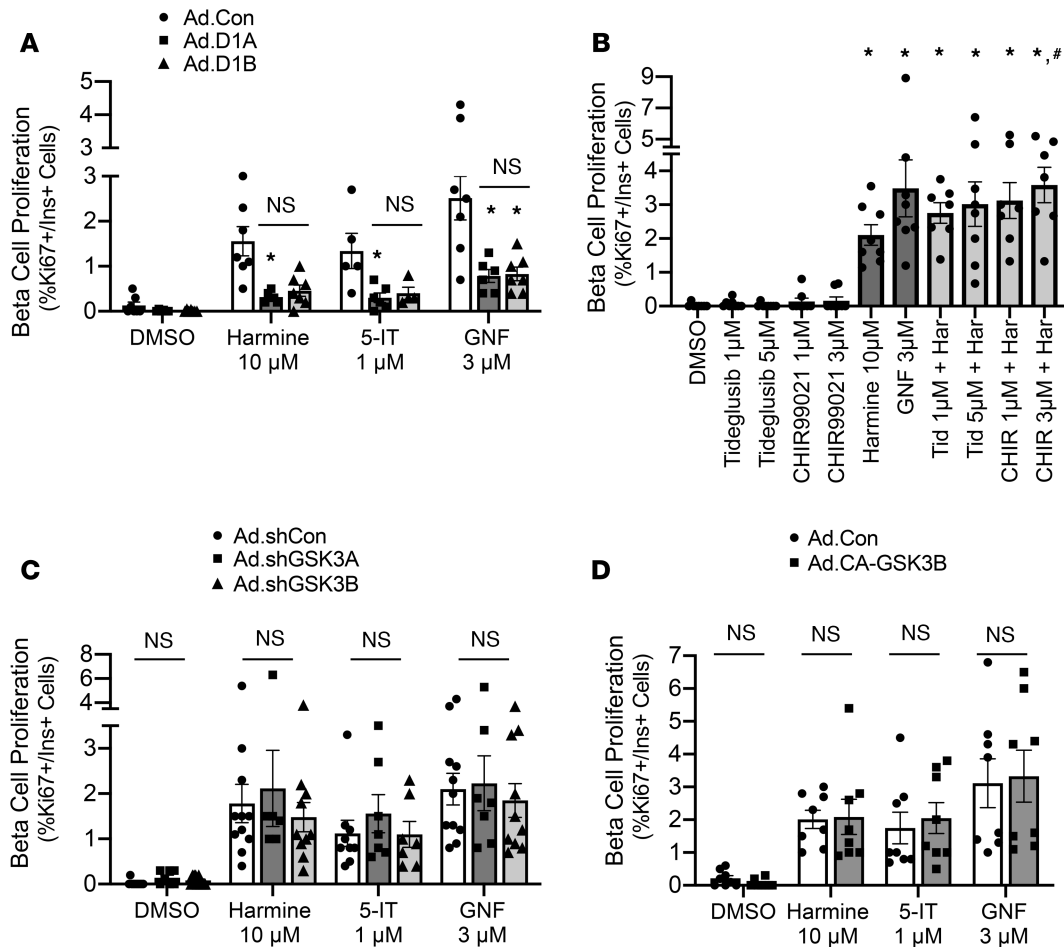 A
Ad.Con
Ad.D1A
Ad.D1B
Beta Cell Proliferation
(%Ki67+/Ins+ Cells)
5
4
3
3
2
1
0
NS
NS
NS
*
*
*
*
DMSO
Harmine
10 µM
5-IT
1 µM
GNF
3 µM
B
* * * * * *,#
Beta Cell Proliferation
(%Ki67+/Ins+ Cells)
9
7
5
4
3
2
1
0
DMSO
Tideglusib 1µM
Tideglusib 5µM
CHIR99021 1µM
CHIR99021 3µM
Harmine 10µM
GNF 3µM
Tid 1µM + Har
Tid 5µM + Har
CHIR 1µM + Har
CHIR 3µM + Har
C
Ad.shCon
Ad.shGSK3A
Ad.shGSK3B
Beta Cell Proliferation
(%Ki67+/Ins+ Cells)
8
6
4
3
2
1
0
NS
NS
NS
NS
DMSO
Harmine
10 µM
5-IT
1 µM
GNF
3 µM
D
Ad.Con
Ad.CA-GSK3B
Beta Cell Proliferation
(%Ki67+/Ins+ Cells)
7
6
5
4
3
2
1
0
NS
NS
NS
NS
DMSO
Harmine
10 µM
5-IT
1 µM
GNF
3 µM